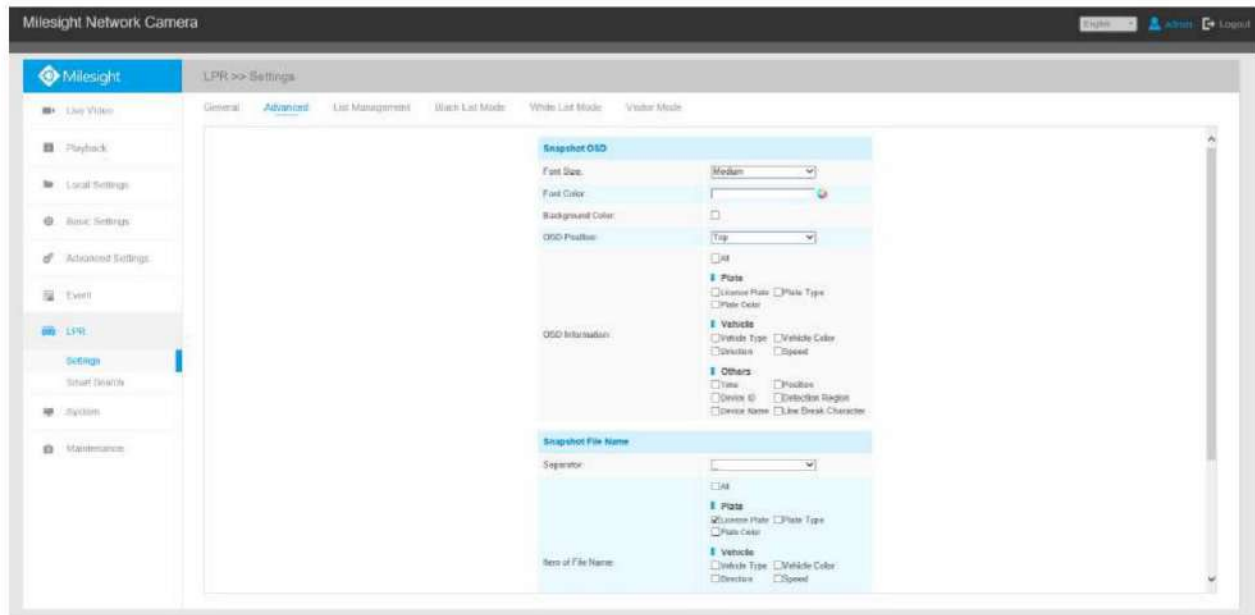 Milesight Network Camera
English admin Logout
Milesight
LPR >> Settings
Live Video
Playback
Local Settings
Basic Settings
Advanced Settings
Event
LPR
Settings
Smart Search
System
Maintenance
General Advanced List Management Black List Mode White List Mode Visitor Mode
Snapshot OSD
Font Size: Medium
Font Color:
Background Color:
OSD Position: Top
OSD Information:
All
Plate
License Plate Plate Type
Plate Color
Vehicle
Vehicle Type Vehicle Color
Direction Speed
Others
Time Position
Device ID Detection Region
Device Name Line Break Character
Snapshot File Name
Separator: _
Item of File Name:
All
Plate
License Plate Plate Type
Plate Color
Vehicle
Vehicle Type Vehicle Color
Direction Speed